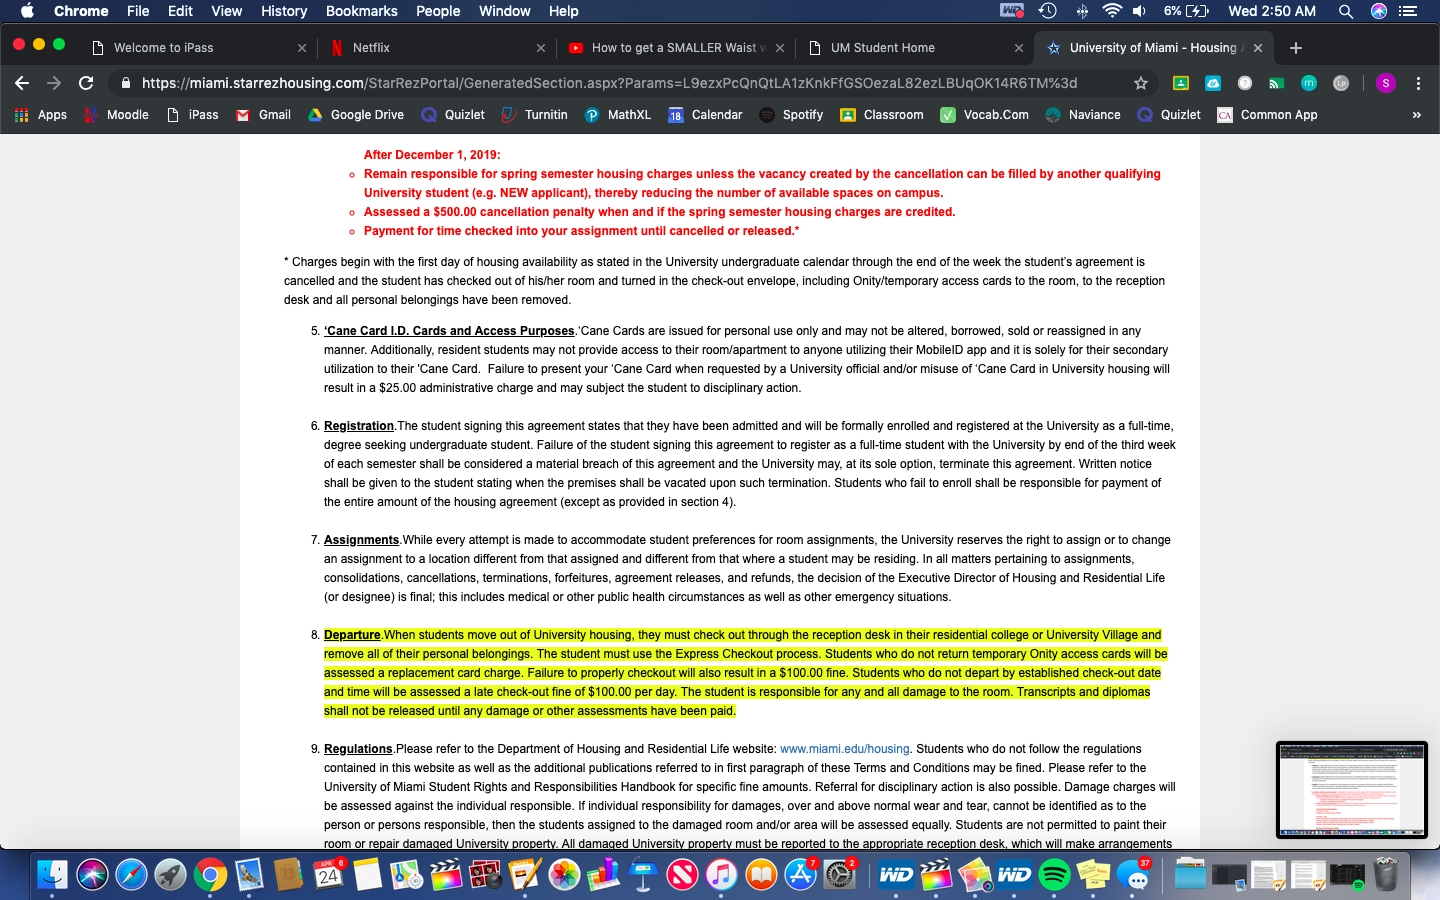 Chrome File Edit View History Bookmarks People Window Help 6% Wed 2:50 AM
Welcome to iPass Netflix How to get a SMALLER Waist UM Student Home University of Miami - Housing
https://miami.starrezhousing.com/StarRezPortal/GeneratedSection.aspx?Params=L9ezxPcQnQtLA1zKnkFfGSOezaL82ezLBUqOK14R6TM%3d
Apps Moodle iPass Gmail Google Drive Quizlet Turnitin MathXL 18 Calendar Spotify Classroom Vocab.Com Naviance Quizlet CA Common App »
After December 1, 2019:
Remain responsible for spring semester housing charges unless the vacancy created by the cancellation can be filled by another qualifying
University student (e.g. NEW applicant), thereby reducing the number of available spaces on campus.
Assessed a $500.00 cancellation penalty when and if the spring semester housing charges are credited.
Payment for time checked into your assignment until cancelled or released.*
* Charges begin with the first day of housing availability as stated in the University undergraduate calendar through the end of the week the student's agreement is
cancelled and the student has checked out of his/her room and turned in the check-out envelope, including Onity/temporary access cards to the room, to the reception
desk and all personal belongings have been removed.
5. ‘Cane Card I.D. Cards and Access Purposes.‘Cane Cards are issued for personal use only and may not be altered, borrowed, sold or reassigned in any
manner. Additionally, resident students may not provide access to their room/apartment to anyone utilizing their MobileID app and it is solely for their secondary
utilization to their 'Cane Card. Failure to present your ‘Cane Card when requested by a University official and/or misuse of ‘Cane Card in University housing will
result in a $25.00 administrative charge and may subject the student to disciplinary action.
6. Registration.The student signing this agreement states that they have been admitted and will be formally enrolled and registered at the University as a full-time,
degree seeking undergraduate student. Failure of the student signing this agreement to register as a full-time student with the University by end of the third week
of each semester shall be considered a material breach of this agreement and the University may, at its sole option, terminate this agreement. Written notice
shall be given to the student stating when the premises shall be vacated upon such termination. Students who fail to enroll shall be responsible for payment of
the entire amount of the housing agreement (except as provided in section 4).
7. Assignments.While every attempt is made to accommodate student preferences for room assignments, the University reserves the right to assign or to change
an assignment to a location different from that assigned and different from that where a student may be residing. In all matters pertaining to assignments,
consolidations, cancellations, terminations, forfeitures, agreement releases, and refunds, the decision of the Executive Director of Housing and Residential Life
(or designee) is final; this includes medical or other public health circumstances as well as other emergency situations.
8. Departure.When students move out of University housing, they must check out through the reception desk in their residential college or University Village and
remove all of their personal belongings. The student must use the Express Checkout process. Students who do not return temporary Onity access cards will be
assessed a replacement card charge. Failure to properly checkout will also result in a $100.00 fine. Students who do not depart by established check-out date
and time will be assessed a late check-out fine of $100.00 per day. The student is responsible for any and all damage to the room. Transcripts and diplomas
shall not be released until any damage or other assessments have been paid.
9. Regulations.Please refer to the Department of Housing and Residential Life website: www.miami.edu/housing. Students who do not follow the regulations
contained in this website as well as the additional publications referred to in first paragraph of these Terms and Conditions may be fined. Please refer to the
University of Miami Student Rights and Responsibilities Handbook for specific fine amounts. Referral for disciplinary action is also possible. Damage charges will
be assessed against the individual responsible. If individual responsibility for damages, over and above normal wear and tear, cannot be identified as to the
person or persons responsible, then the students assigned to the damaged room and/or area will be assessed equally. Students are not permitted to paint their
room or repair damaged University property. All damaged University property must be reported to the appropriate reception desk, which will make arrangements
APR 24 6 7 2 WD WD 37